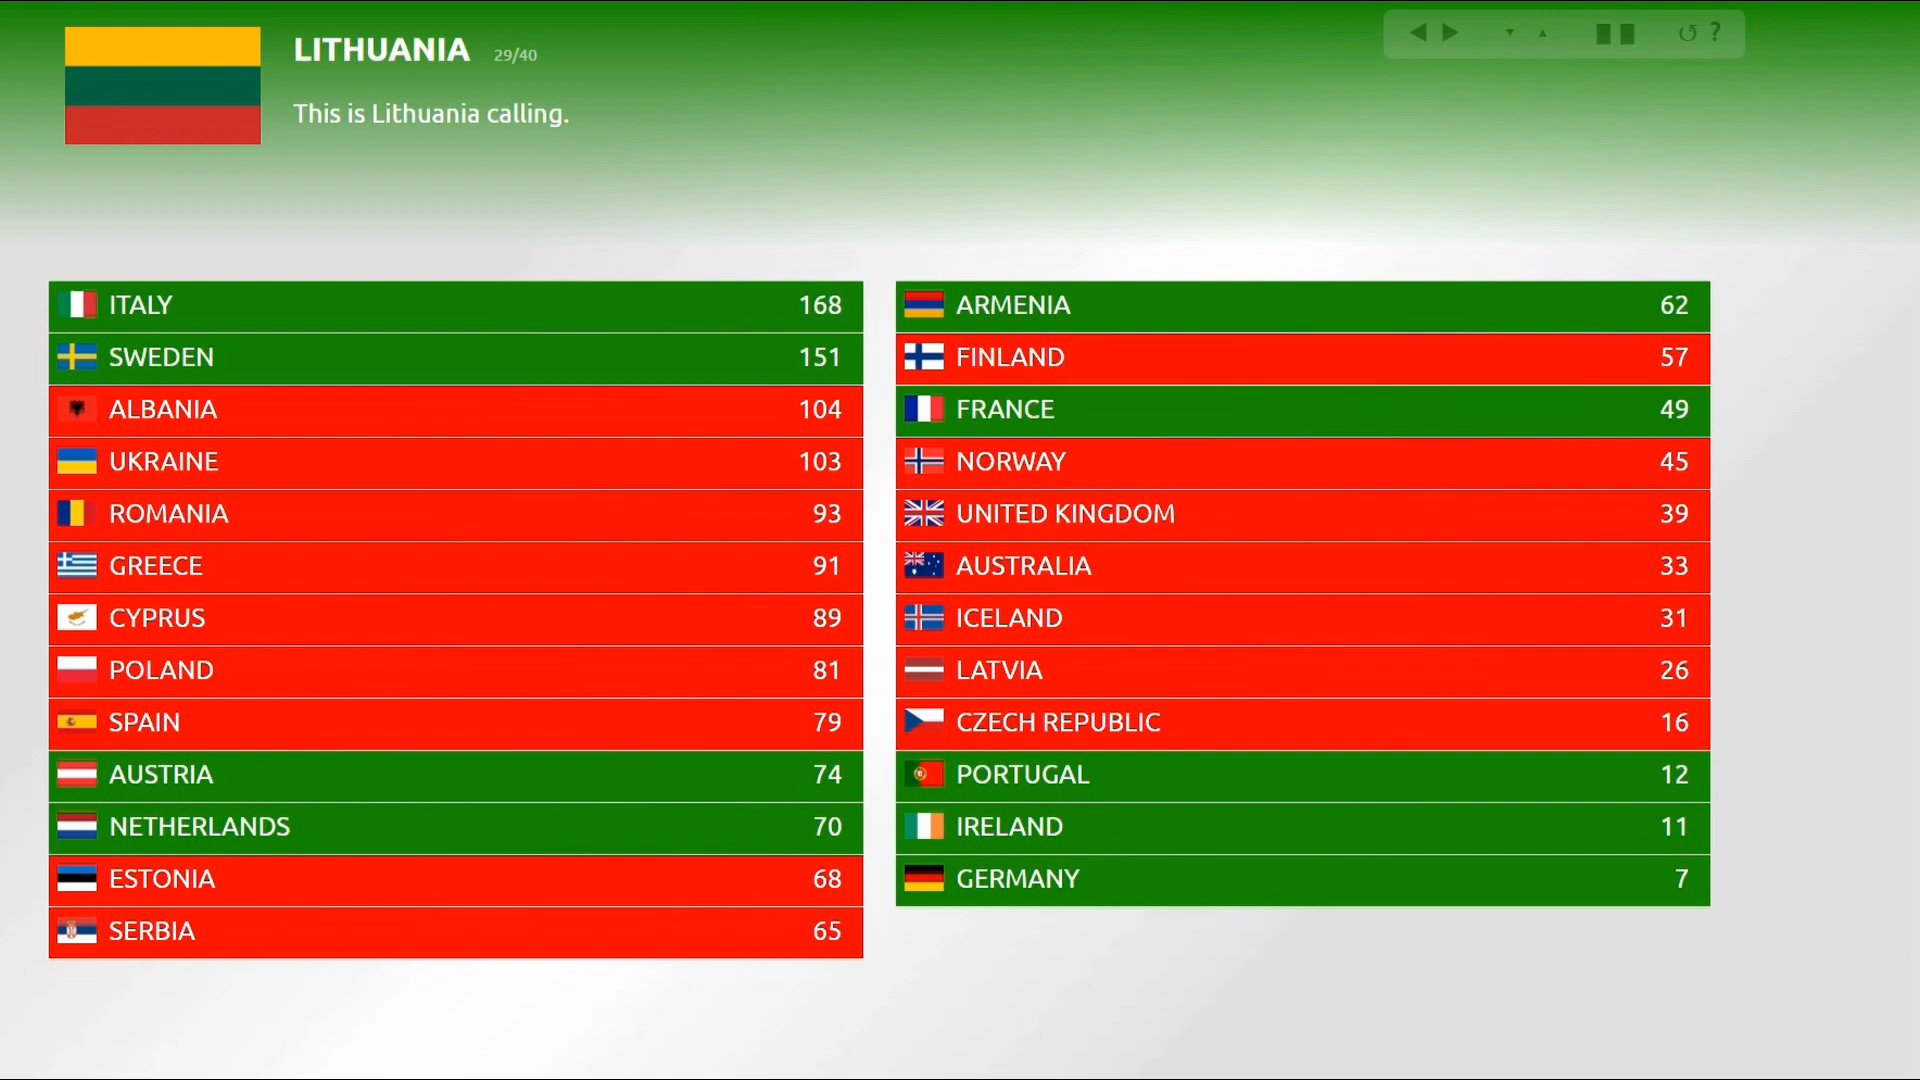 LITHUANIA 29/40
This is Lithuania calling.
ITALY 168
SWEDEN 151
ALBANIA 104
UKRAINE 103
ROMANIA 93
GREECE 91
CYPRUS 89
POLAND 81
SPAIN 79
AUSTRIA 74
NETHERLANDS 70
ESTONIA 68
SERBIA 65
ARMENIA 62
FINLAND 57
FRANCE 49
NORWAY 45
UNITED KINGDOM 39
AUSTRALIA 33
ICELAND 31
LATVIA 26
CZECH REPUBLIC 16
PORTUGAL 12
IRELAND 11
GERMANY 7
?